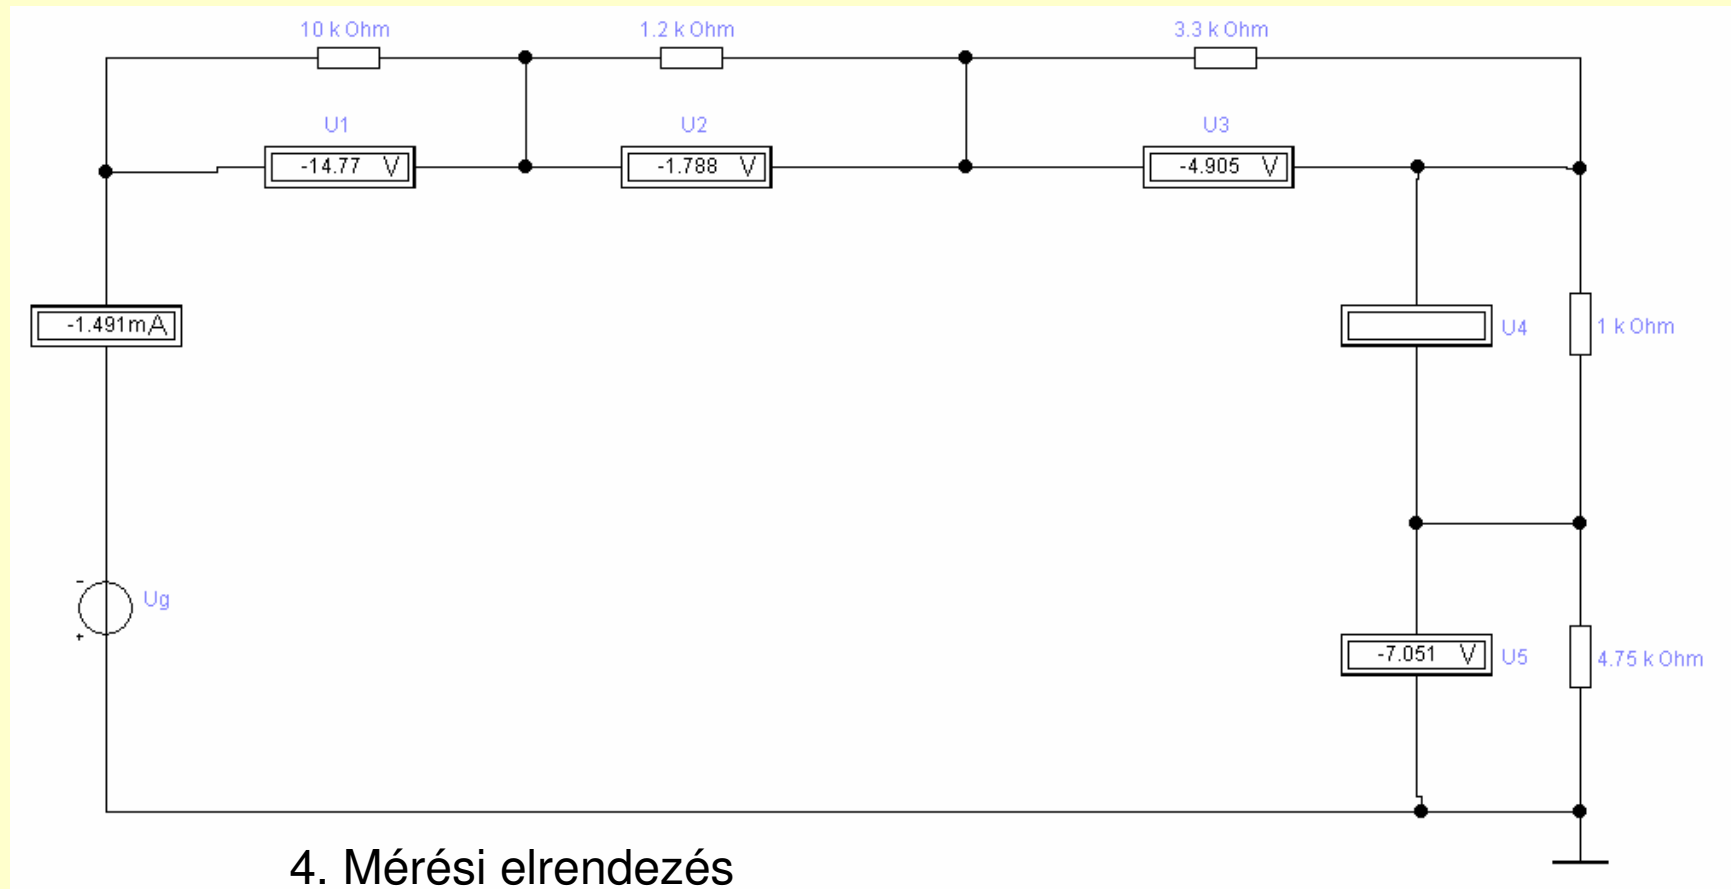 10 k Ohm
1.2 k Ohm
3.3 k Ohm
U1
U2
U3
-14.77 V
-1.788 V
-4.905 V
-1.491mA
U4
1 k Ohm
-
Ug
+
-7.051 V
U5
4.75 k Ohm
4. Mérési elrendezés